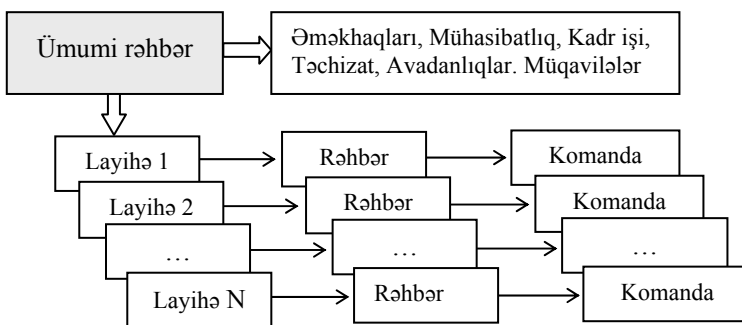 Ümumi rəhbər
Əməkhaqları, Mühasibatlıq, Kadr işi,
Təchizat, Avadanlıqlar. Müqavilələr
Layihə 1
Rəhbər
Komanda
Layihə 2
Rəhbər
Komanda
…
…
…
Layihə N
Rəhbər
Komanda